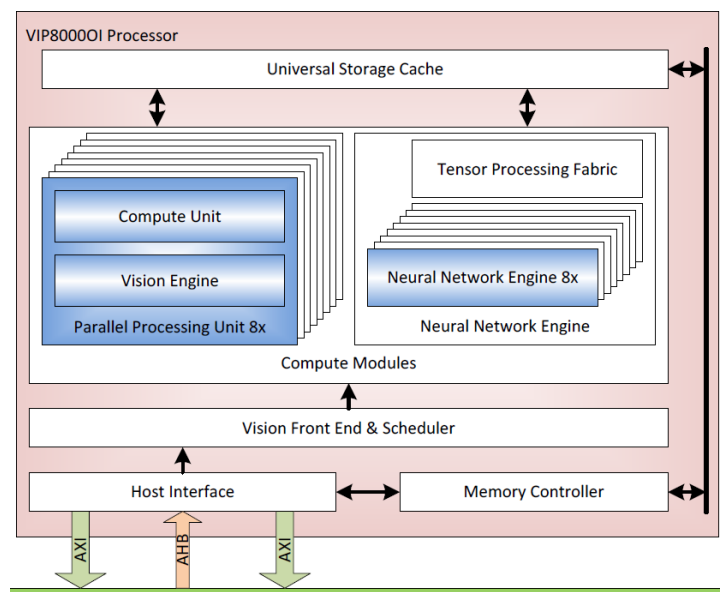 VIP8000OI Processor
Universal Storage Cache
Tensor Processing Fabric
Compute Unit
Vision Engine
Parallel Processing Unit 8x
Neural Network Engine 8x
Neural Network Engine
Compute Modules
Vision Front End & Scheduler
Host Interface
Memory Controller
AXI
AHB
AXI